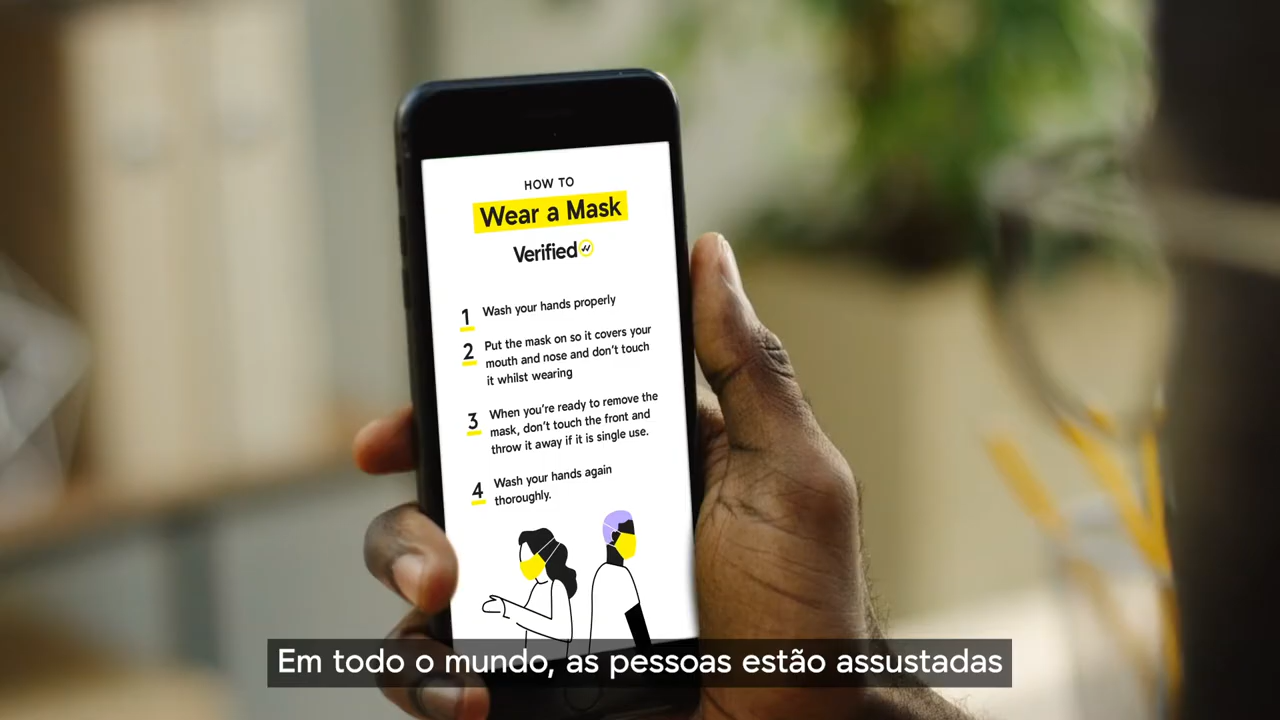 HOW TO
Wear a Mask
Verified
1 Wash your hands properly
2 Put the mask on so it covers your
mouth and nose and don't touch
it whilst wearing
3 When you're ready to remove the
mask, don't touch the front and
throw it away if it is single use.
4 Wash your hands again
thoroughly.
Em todo o mundo, as pessoas estão assustadas